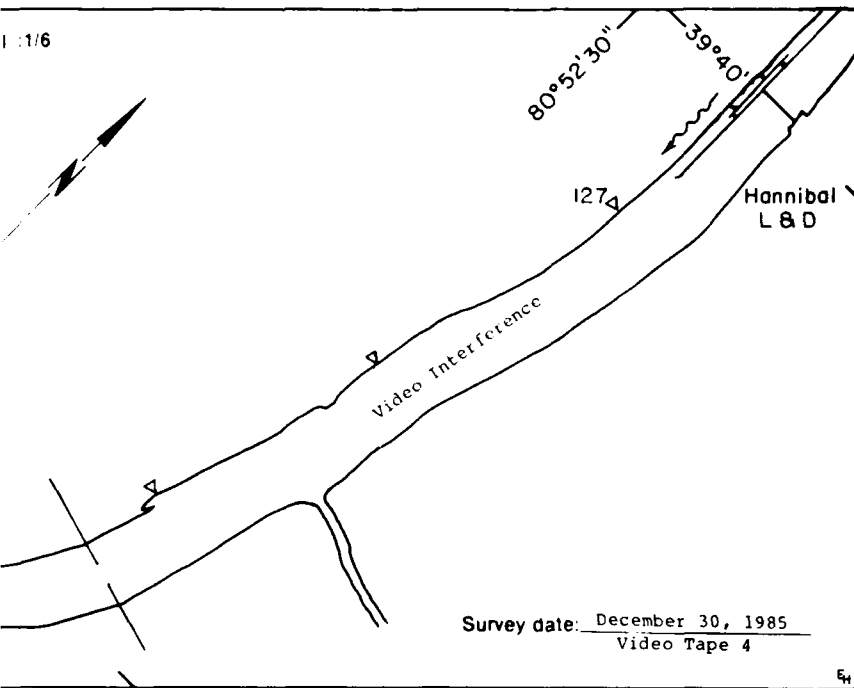 :1/6
80°52'30"
39°40'
127
Hannibal
L & D
Video Interference
Survey date: December 30, 1985
Video Tape 4